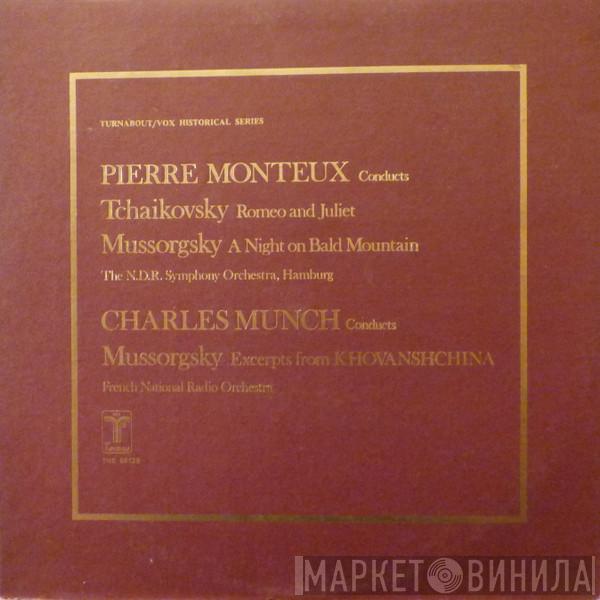 TURNABOUT/VOX HISTORICAL SERIES
PIERRE MONTEUX Conducts
Tchaikovsky Romeo and Juliet
Mussorgsky A Night on Bald Mountain
The N.D.R. Symphony Orchestra, Hamburg
CHARLES MUNCH Conducts
Mussorgsky Excerpts from KHOVANSHCHINA
French National Radio Orchestra
МАРКЕТ ВИНИЛА